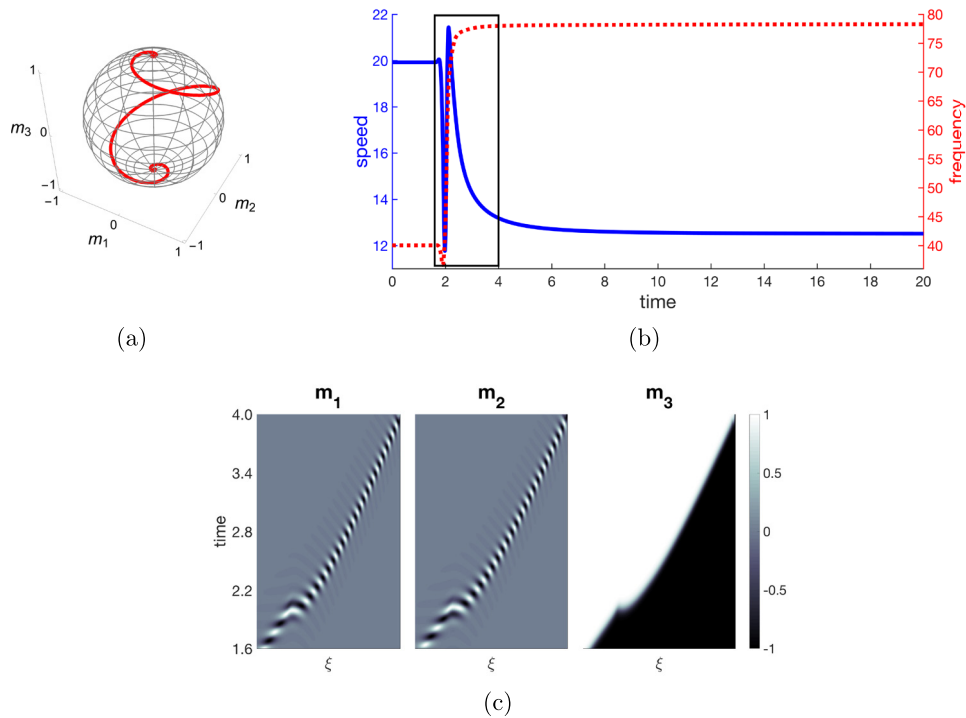 1
m3 0
−1
−1
0
m1
1
−1
0
m2
1
(a)
22
20
18
16
14
12
speed
0 2 4 6 8 10 12 14 16 18 20
time
80
75
70
65
60
55
50
45
40
frequency
(b)
m1 m2 m3
4.0
3.4
2.8
2.2
1.6
time
ξ ξ ξ
1
0.5
0
-0.5
-1
(c)